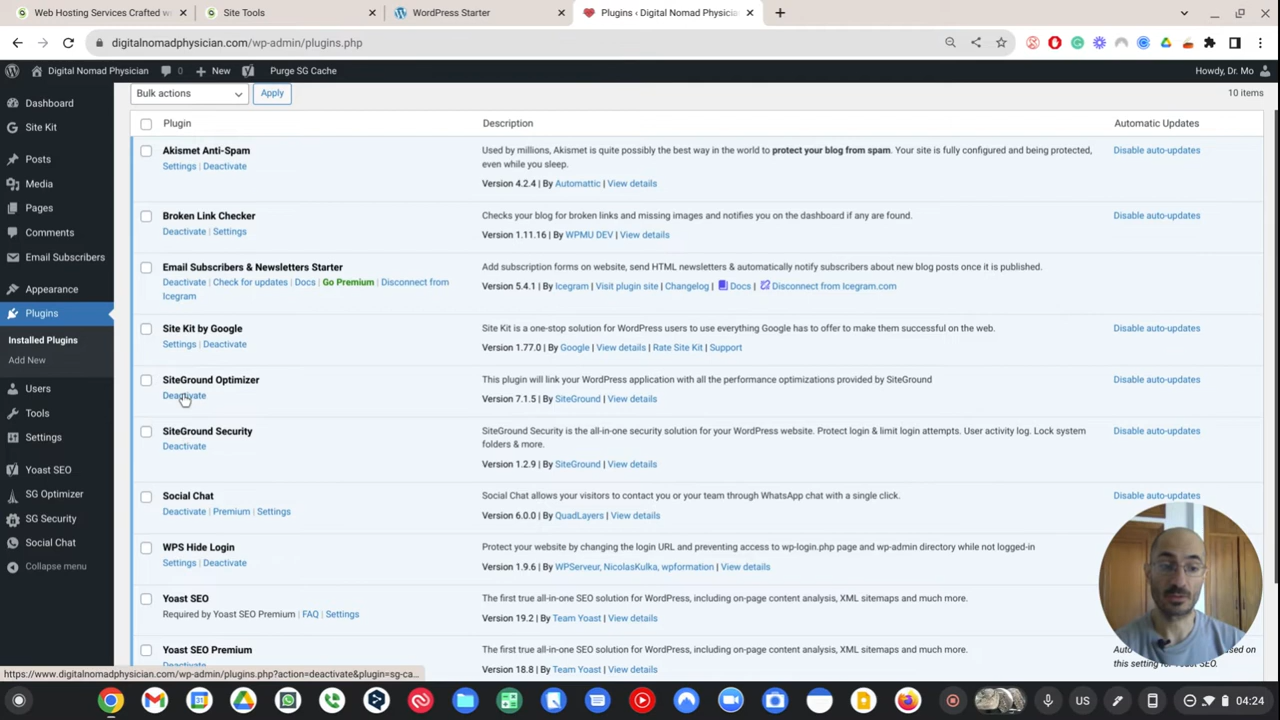 Web Hosting Services Crafted w
Site Tools
WordPress Starter
Plugins ‹ Digital Nomad Physician
digitalnomadphysician.com/wp-admin/plugins.php
Digital Nomad Physician
0
New
Purge SG Cache
Howdy, Dr. Mo
Dashboard
Site Kit
Posts
Media
Pages
Comments
Email Subscribers
Appearance
Plugins
Installed Plugins
Add New
Users
Tools
Settings
Yoast SEO
SG Optimizer
SG Security
Social Chat
Collapse menu
Bulk actions
Apply
10 items
Plugin
Description
Automatic Updates
Akismet Anti-Spam
Settings | Deactivate
Used by millions, Akismet is quite possibly the best way in the world to protect your blog from spam. Your site is fully configured and being protected,
even while you sleep.
Version 4.2.4 | By Automattic | View details
Disable auto-updates
Broken Link Checker
Deactivate | Settings
Checks your blog for broken links and missing images and notifies you on the dashboard if any are found.
Version 1.11.16 | By WPMU DEV | View details
Disable auto-updates
Email Subscribers & Newsletters Starter
Deactivate | Check for updates | Docs | Go Premium | Disconnect from
Icegram
Add subscription forms on website, send HTML newsletters & automatically notify subscribers about new blog posts once it is published.
Version 5.4.1 | By Icegram | Visit plugin site | Changelog | Docs | Disconnect from Icegram.com
Site Kit by Google
Settings | Deactivate
Site Kit is a one-stop solution for WordPress users to use everything Google has to offer to make them successful on the web.
Version 1.77.0 | By Google | View details | Rate Site Kit | Support
Disable auto-updates
SiteGround Optimizer
Deactivate
This plugin will link your WordPress application with all the performance optimizations provided by SiteGround
Version 7.1.5 | By SiteGround | View details
Disable auto-updates
SiteGround Security
Deactivate
SiteGround Security is the all-in-one security solution for your WordPress website. Protect login & limit login attempts. User activity log. Lock system
folders & more.
Version 1.2.9 | By SiteGround | View details
Disable auto-updates
Social Chat
Deactivate | Premium | Settings
Social Chat allows your visitors to contact you or your team through WhatsApp chat with a single click.
Version 6.0.0 | By QuadLayers | View details
Disable auto-updates
WPS Hide Login
Settings | Deactivate
Protect your website by changing the login URL and preventing access to wp-login.php page and wp-admin directory while not logged-in
Version 1.9.6 | By WPServeur, NicolasKulka, wpformation | View details
Yoast SEO
Required by Yoast SEO Premium | FAQ | Settings
The first true all-in-one SEO solution for WordPress, including on-page content analysis, XML sitemaps and much more.
Version 19.2 | By Team Yoast | View details
Yoast SEO Premium
Deactivate
The first true all-in-one SEO solution for WordPress, including on-page content analysis, XML sitemaps and much more.
Version 18.8 | By Team Yoast | View details
this setting for Yoast SEO.
https://www.digitalnomadphysician.com/wp-admin/plugins.php?action=deactivate&plugin=sg-ca...
US
04:24